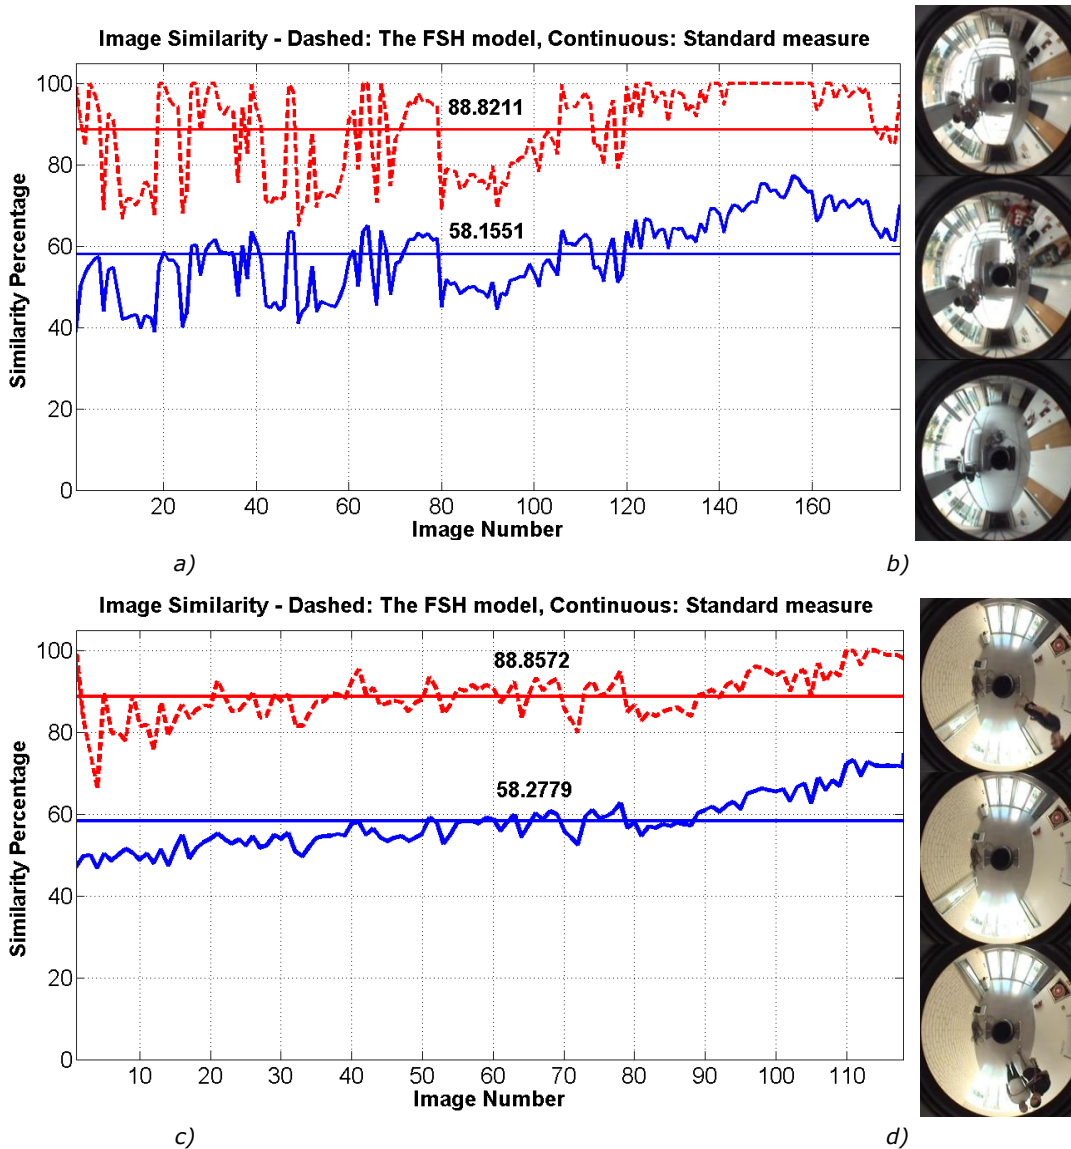 Image Similarity - Dashed: The FSH model, Continuous: Standard measure
100
80
60
40
20
0
Similarity Percentage
88.8211
58.1551
20 40 60 80 100 120 140 160
Image Number
a) b)
Image Similarity - Dashed: The FSH model, Continuous: Standard measure
100
80
60
40
20
0
Similarity Percentage
88.8572
58.2779
10 20 30 40 50 60 70 80 90 100 110
Image Number
c) d)